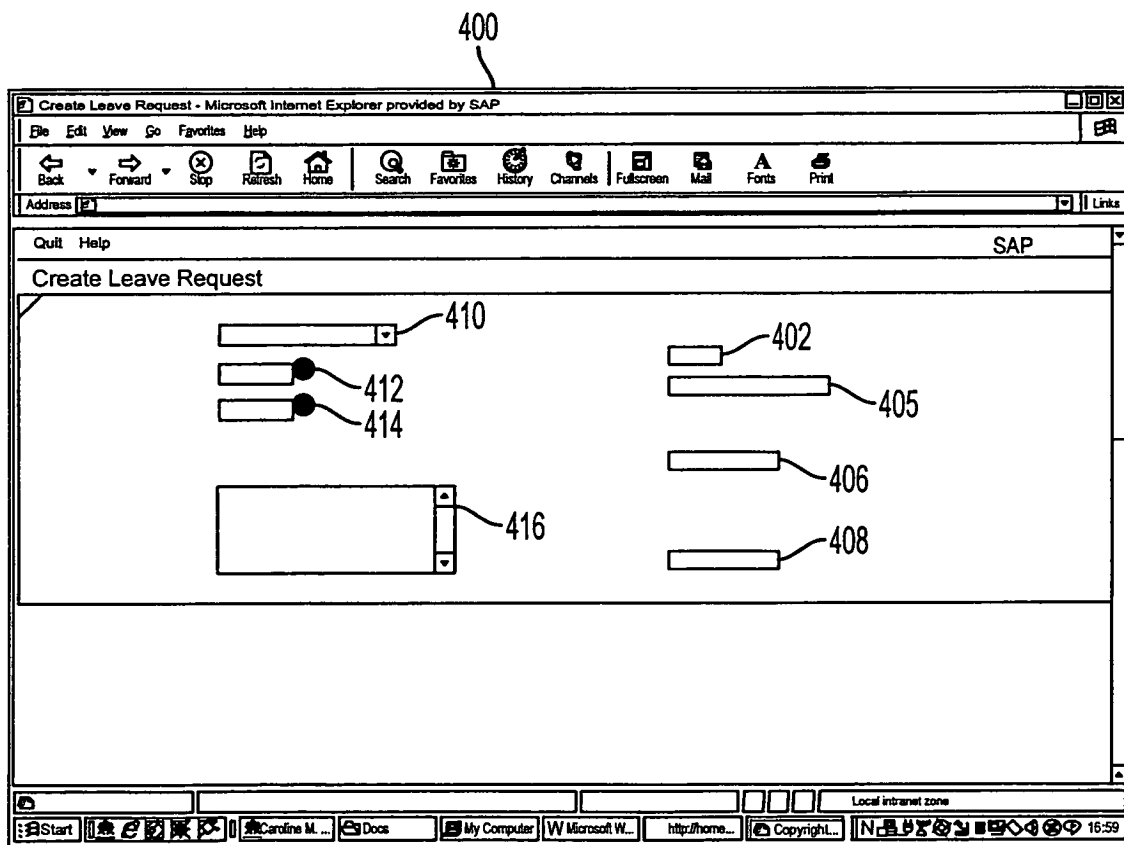 400
Create Leave Request - Microsoft Internet Explorer provided by SAP
File Edit View Go Favorites Help
Back Forward Stop Refresh Home Search Favorites History Channels Fullscreen Mail Fonts Print
Address Links
Quit Help SAP
Create Leave Request
410
402
412
405
414
406
416
408
Local intranet zone
Start Caroline M. ... Docs My Computer W Microsoft W... http://home... Copyright... N 16:59